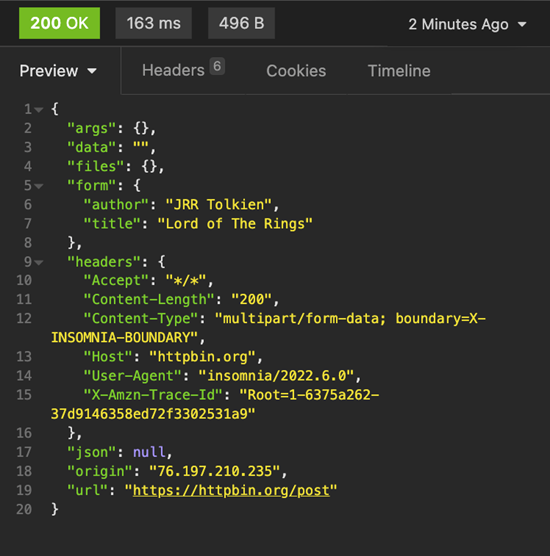 200 OK 163 ms 496 B 2 Minutes Ago
Preview Headers 6 Cookies Timeline
1 {
2 "args": {},
3 "data": "",
4 "files": {},
5 "form": {
6 "author": "JRR Tolkien",
7 "title": "Lord of The Rings"
8 },
9 "headers": {
10 "Accept": "*/*",
11 "Content-Length": "200",
12 "Content-Type": "multipart/form-data; boundary=X-
INSOMNIA-BOUNDARY",
13 "Host": "httpbin.org",
14 "User-Agent": "insomnia/2022.6.0",
15 "X-Amzn-Trace-Id": "Root=1-6375a262-
37d9146358ed72f3302531a9"
16 },
17 "json": null,
18 "origin": "76.197.210.235",
19 "url": "https://httpbin.org/post"
20 }